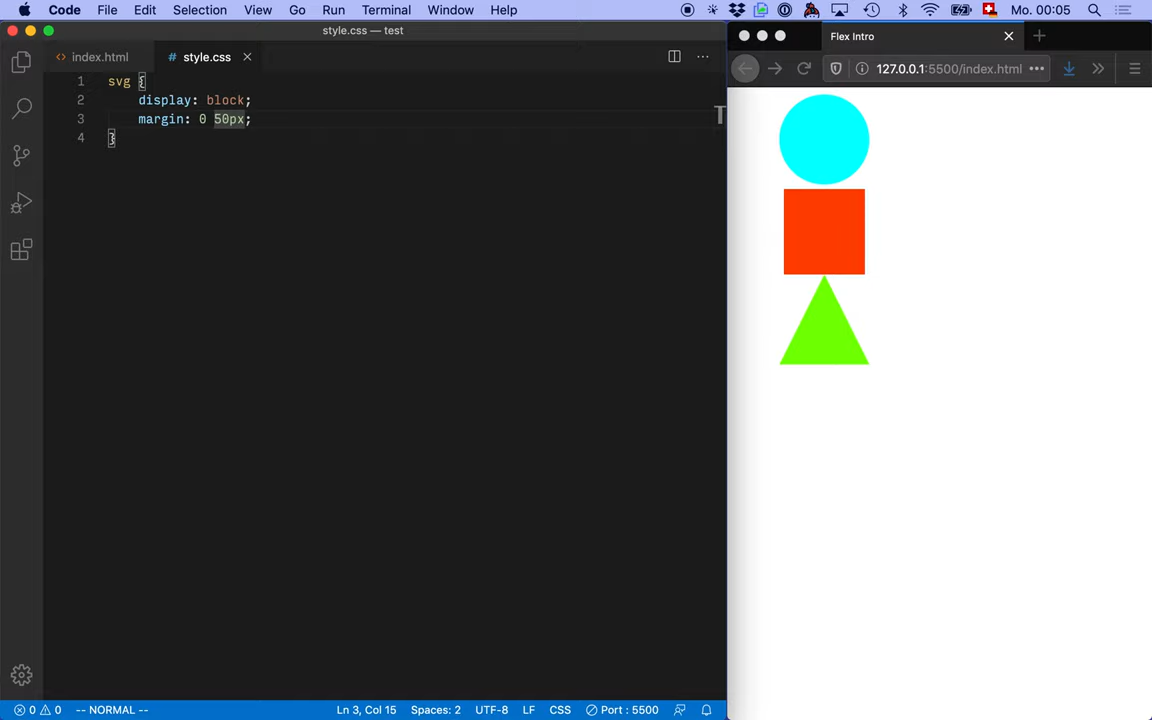 Code File Edit Selection View Go Run Terminal Window Help Mo. 00:05
style.css — test
index.html
# style.css
Flex Intro
127.0.0.1:5500/index.html
1 svg {
2 display: block;
3 margin: 0 50px;
4 }
T
0 0 -- NORMAL -- Ln 3, Col 15 Spaces: 2 UTF-8 LF CSS Port : 5500